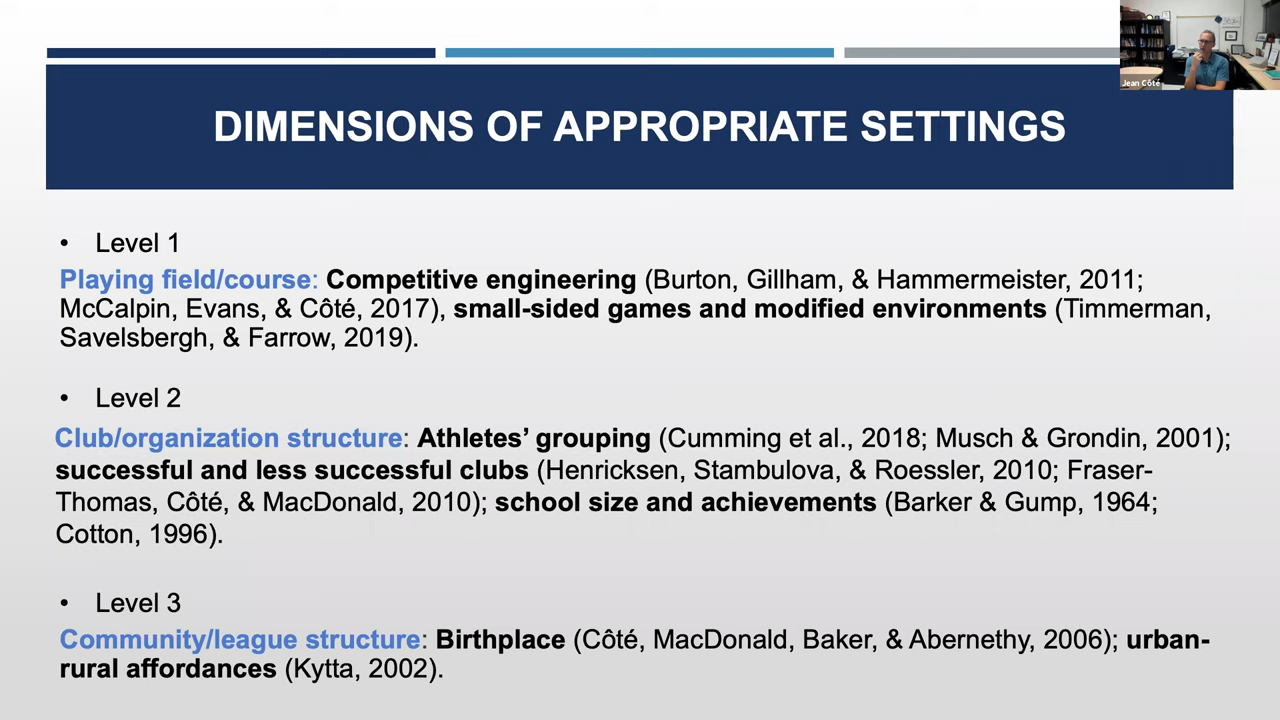 Jean Côté
DIMENSIONS OF APPROPRIATE SETTINGS
• Level 1
Playing field/course: Competitive engineering (Burton, Gillham, & Hammermeister, 2011;
McCalpin, Evans, & Côté, 2017), small-sided games and modified environments (Timmerman,
Savelsbergh, & Farrow, 2019).
• Level 2
Club/organization structure: Athletes’ grouping (Cumming et al., 2018; Musch & Grondin, 2001);
successful and less successful clubs (Henricksen, Stambulova, & Roessler, 2010; Fraser-
Thomas, Côté, & MacDonald, 2010); school size and achievements (Barker & Gump, 1964;
Cotton, 1996).
• Level 3
Community/league structure: Birthplace (Côté, MacDonald, Baker, & Abernethy, 2006); urban-
rural affordances (Kytta, 2002).